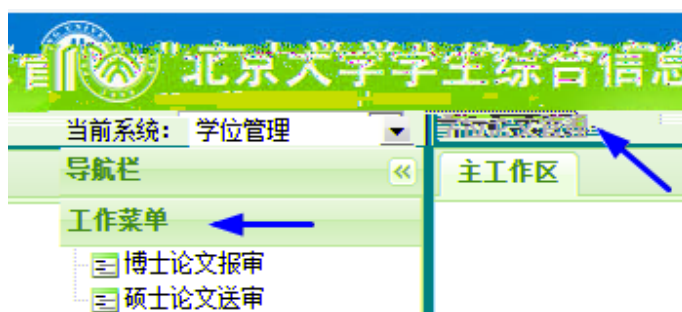 北京大学学生综合信息
当前系统： 学位管理
导航栏
主工作区
工作菜单
博士论文报审
硕士论文送审